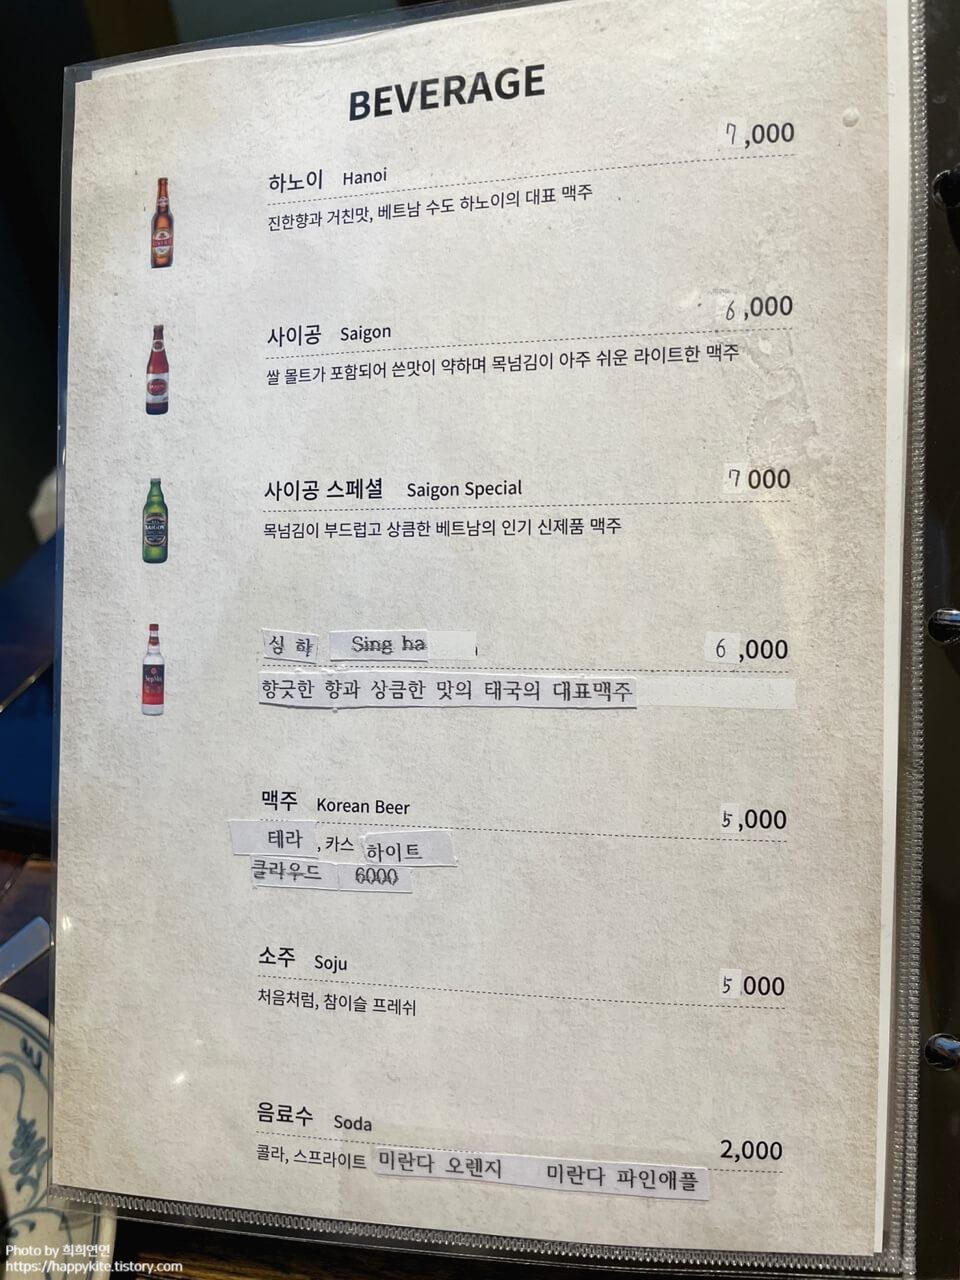 BEVERAGE
7,000
하노이 Hanoi
진한향과 거친맛, 베트남 수도 하노이의 대표 맥주
6,000
사이공 Saigon
쌀 몰트가 포함되어 쓴맛이 약하며 목넘김이 아주 쉬운 라이트한 맥주
사이공 스페셜 Saigon Special 7 000
목넘김이 부드럽고 상큼한 베트남의 인기 신제품 맥주
싱 하 Sing ha 6 ,000
향긋한 향과 상큼한 맛의 태국의 대표맥주
맥주 Korean Beer 5 ,000
테라 , 카스 하이트
클라우드 6000
소주 Soju 5 000
처음처럼, 참이슬 프레쉬
음료수 Soda 2,000
콜라, 스프라이트 미란다 오렌지 미란다 파인애플
Photo by 희희연연
https://happykite.tistory.com